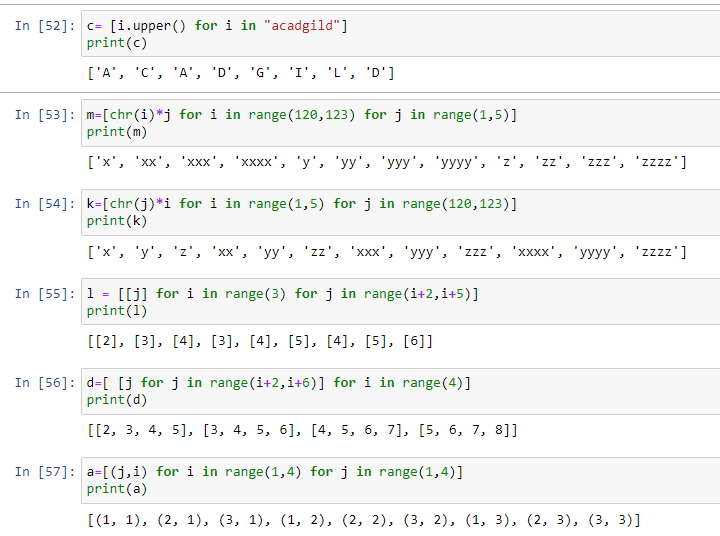 In [52]: c= [i.upper() for i in "acadgild"]
print(c)
['A', 'C', 'A', 'D', 'G', 'I', 'L', 'D']
In [53]: m=[chr(i)*j for i in range(120,123) for j in range(1,5)]
print(m)
['x', 'xx', 'xxx', 'xxxx', 'y', 'yy', 'yyy', 'yyyy', 'z', 'zz', 'zzz', 'zzzz']
In [54]: k=[chr(j)*i for i in range(1,5) for j in range(120,123)]
print(k)
['x', 'y', 'z', 'xx', 'yy', 'zz', 'xxx', 'yyy', 'zzz', 'xxxx', 'yyyy', 'zzzz']
In [55]: l = [[j] for i in range(3) for j in range(i+2,i+5)]
print(l)
[[2], [3], [4], [3], [4], [5], [4], [5], [6]]
In [56]: d=[ [j for j in range(i+2,i+6)] for i in range(4)]
print(d)
[[2, 3, 4, 5], [3, 4, 5, 6], [4, 5, 6, 7], [5, 6, 7, 8]]
In [57]: a=[(j,i) for i in range(1,4) for j in range(1,4)]
print(a)
[(1, 1), (2, 1), (3, 1), (1, 2), (2, 2), (3, 2), (1, 3), (2, 3), (3, 3)]